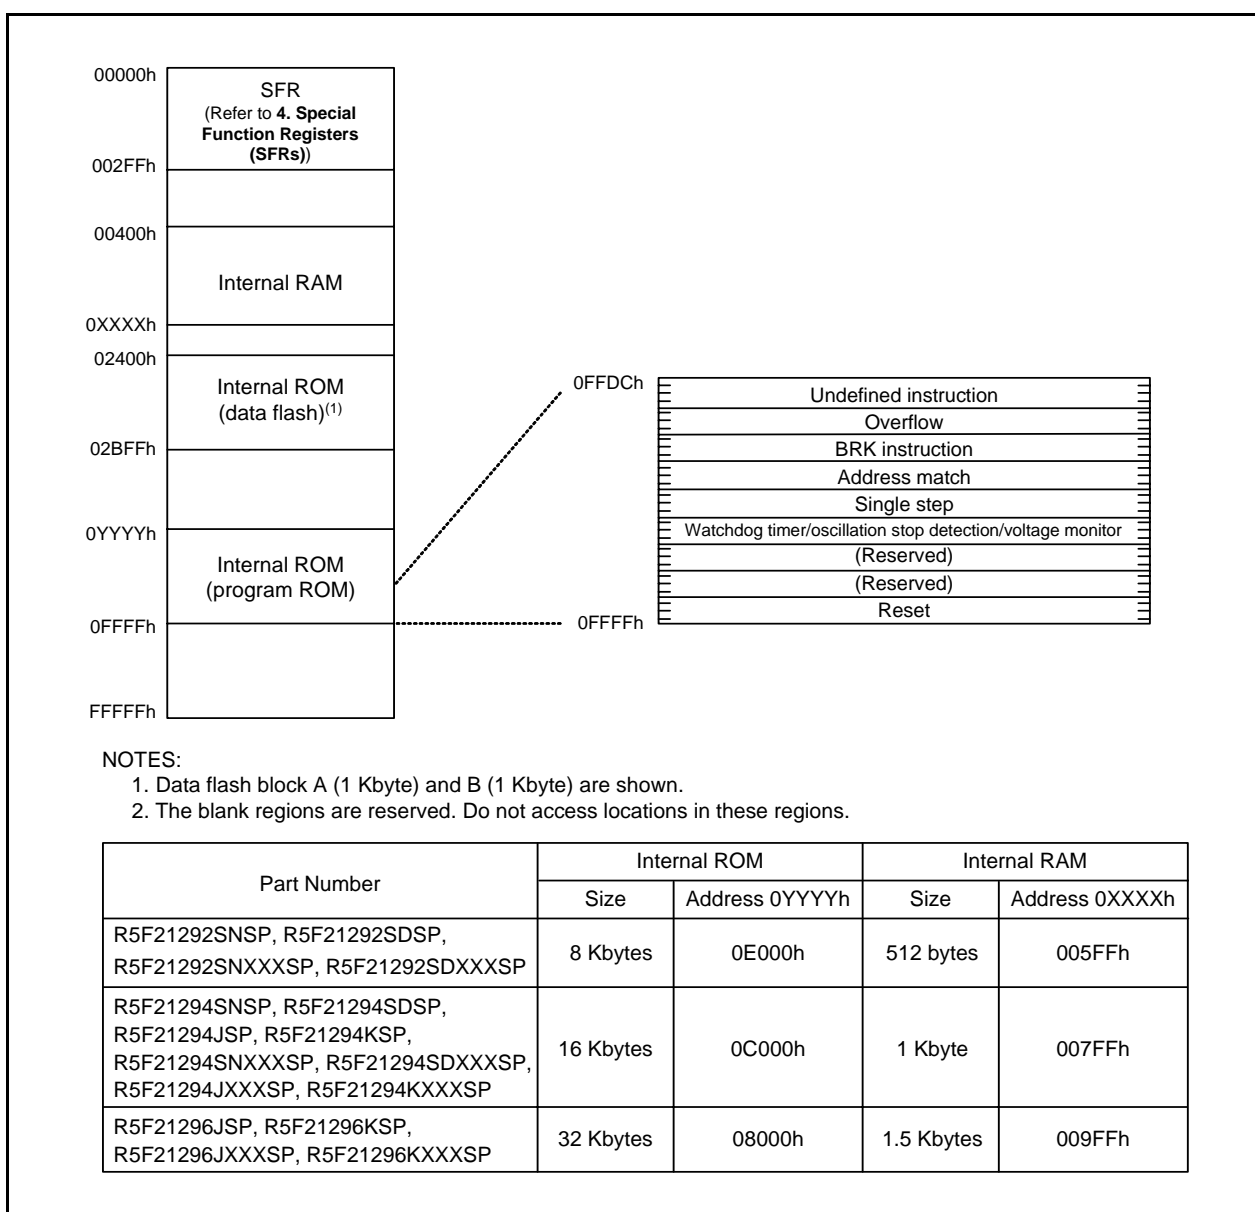 00000h
SFR
(Refer to 4. Special
Function Registers
(SFRs))
002FFh
00400h
Internal RAM
0XXXXh
02400h
Internal ROM
(data flash)(1)
02BFFh
0YYYYh
Internal ROM
(program ROM)
0FFFFh
FFFFFh
0FFDCh
Undefined instruction
Overflow
BRK instruction
Address match
Single step
Watchdog timer/oscillation stop detection/voltage monitor
(Reserved)
(Reserved)
Reset
0FFFFh
NOTES:
1. Data flash block A (1 Kbyte) and B (1 Kbyte) are shown.
2. The blank regions are reserved. Do not access locations in these regions.
Part Number
Internal ROM
Internal RAM
Size
Address 0YYYYh
Size
Address 0XXXXh
R5F21292SNSP, R5F21292SDSP,
R5F21292SNXXXSP, R5F21292SDXXXSP
8 Kbytes
0E000h
512 bytes
005FFh
R5F21294SNSP, R5F21294SDSP,
R5F21294JSP, R5F21294KSP,
R5F21294SNXXXSP, R5F21294SDXXXSP,
R5F21294JXXXSP, R5F21294KXXXSP
16 Kbytes
0C000h
1 Kbyte
007FFh
R5F21296JSP, R5F21296KSP,
R5F21296JXXXSP, R5F21296KXXXSP
32 Kbytes
08000h
1.5 Kbytes
009FFh